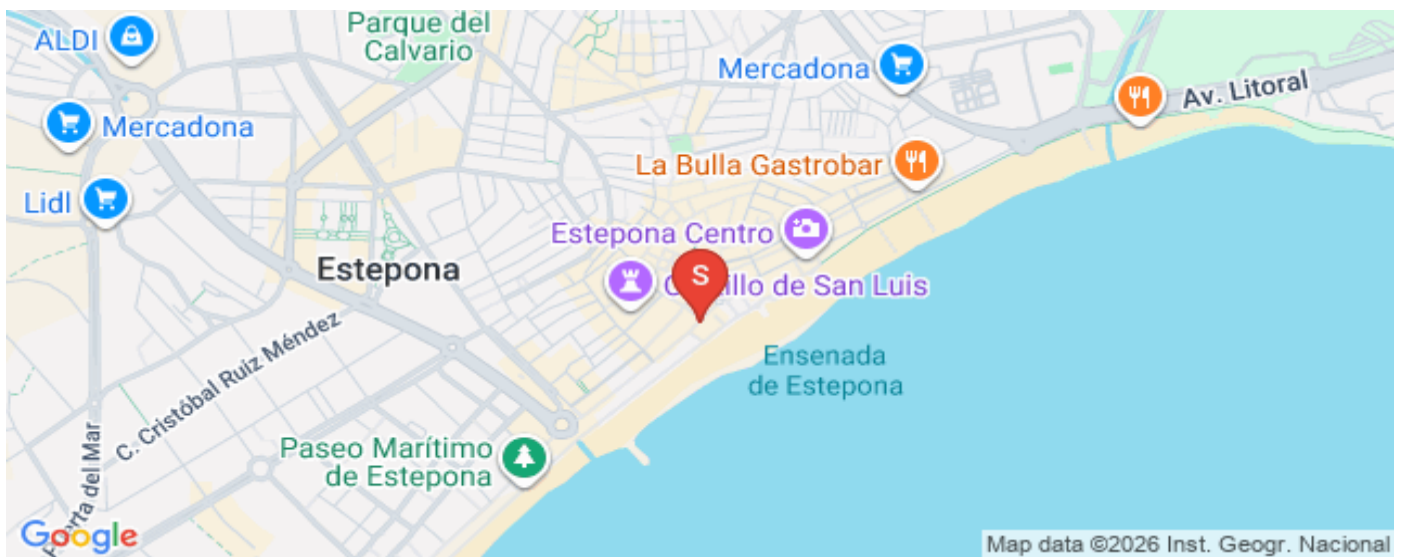 Parque del
Calvario
ALDI
Mercadona
Av. Litoral
Mercadona
La Bulla Gastrobar
Lidl
Estepona Centro
Estepona
S
illo de San Luis
C. Cristóbal Ruiz Méndez
Ensenada
de Estepona
Paseo Marítimo
de Estepona
rta del Mar
Google
Map data ©2026 Inst. Geogr. Nacional